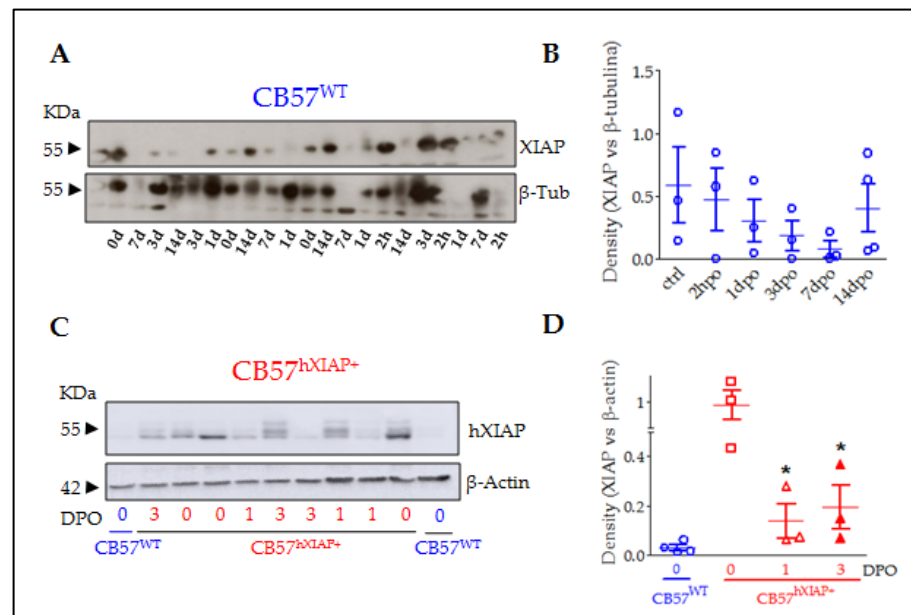 A
CB57WT
KDa
55
XIAP
55
β-Tub
0d 7d 3d 14d 3d 1d 0d 14d 7d 1d 0d 14d 7d 1d 2h 14d 3d 2h 1d 7d 2h
B
Density (XIAP vs β-tubulina)
1.5
1.0
0.5
0.0
ctrl 2hpo 1dpo 3dpo 7dpo 14dpo
C
CB57hXIAP+
KDa
55
hXIAP
42
β-Actin
DPO 0 3 0 0 1 3 3 1 1 0 0
CB57WT CB57hXIAP+ CB57WT
D
Density (XIAP vs β-actin)
1
0.4
0.2
0.0
* *
0 0 1 3 DPO
CB57WT CB57hXIAP+